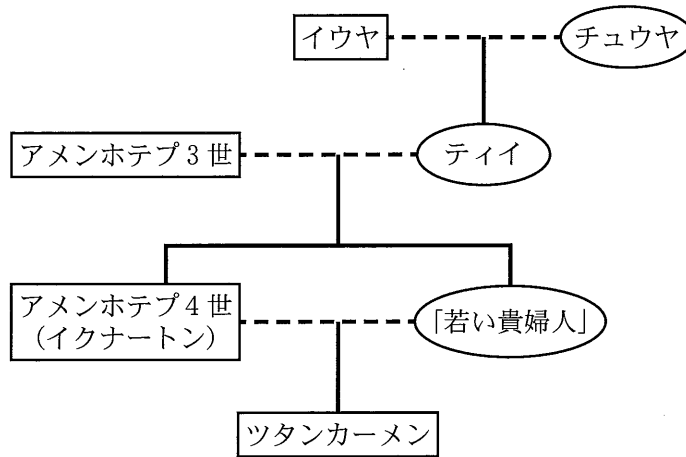 イウヤ
チュウヤ
アメンホテプ3世
ティイ
アメンホテプ4世
(イクナートン)
「若い貴婦人」
ツタンカーメン